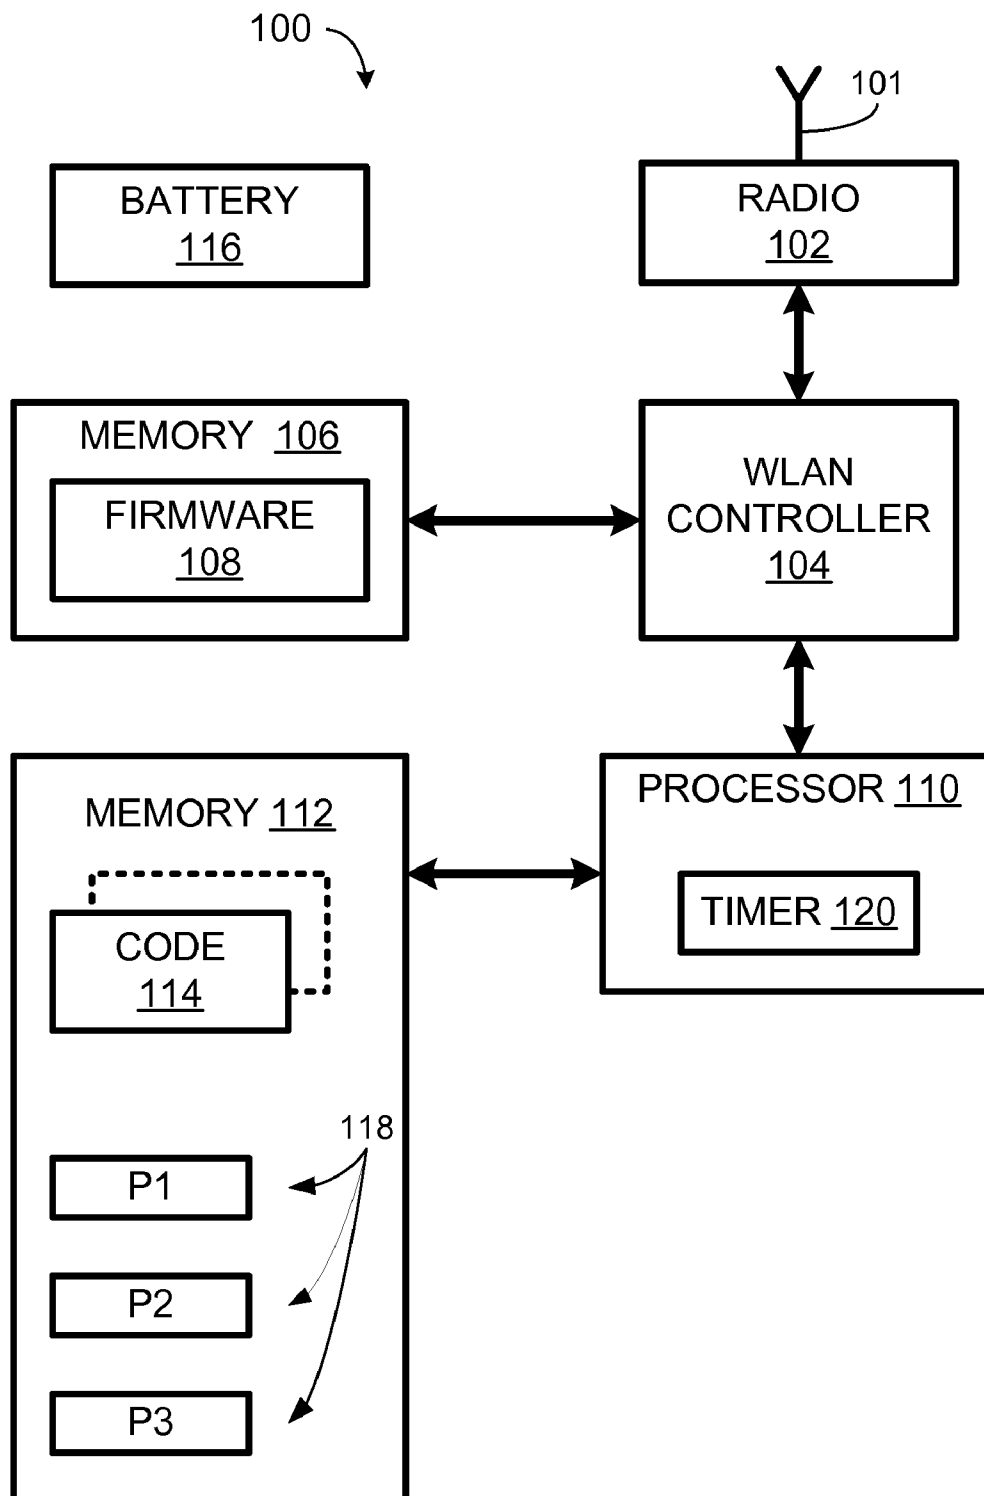 100
101
BATTERY
116
RADIO
102
MEMORY 106
FIRMWARE
108
WLAN
CONTROLLER
104
MEMORY 112
CODE
114
PROCESSOR 110
TIMER 120
118
P1
P2
P3